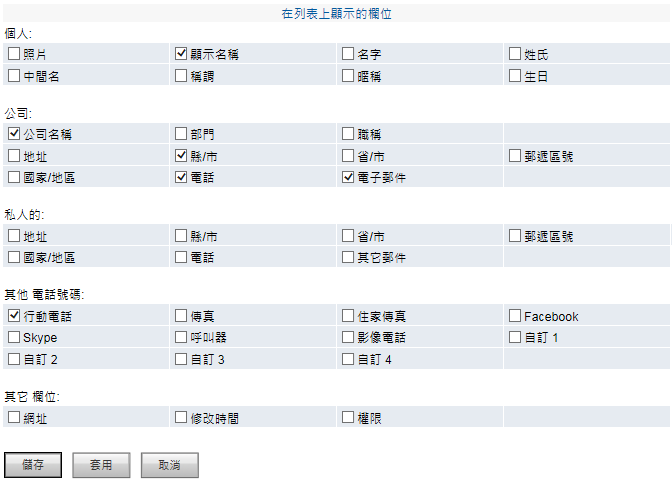 在列表上顯示的欄位
個人:
照片 顯示名稱 名字 姓氏
中間名 稱謂 暱稱 生日
公司:
公司名稱 部門 職稱
地址 縣/市 省/市 郵遞區號
國家/地區 電話 電子郵件
私人的:
地址 縣/市 省/市 郵遞區號
國家/地區 電話 其它郵件
其他 電話號碼:
行動電話 傳真 住家傳真 Facebook
Skype 呼叫器 影像電話 自訂 1
自訂 2 自訂 3 自訂 4
其它 欄位:
網址 修改時間 權限
儲存 套用 取消